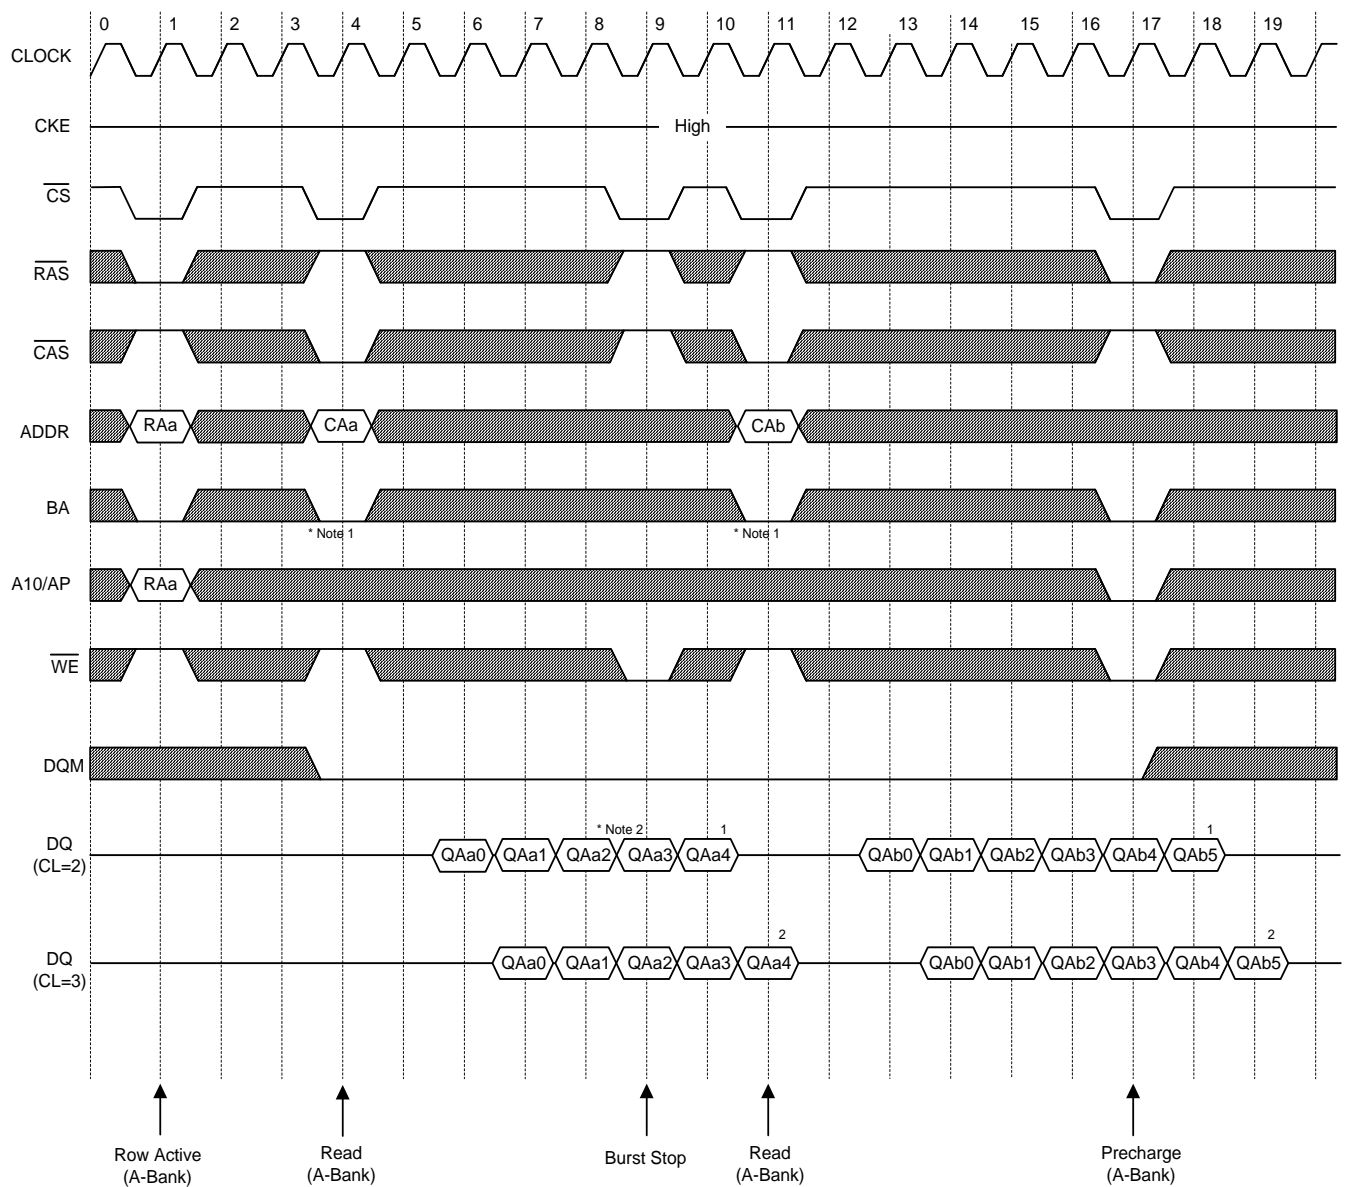 0 1 2 3 4 5 6 7 8 9 10 11 12 13 14 15 16 17 18 19
CLOCK
CKE High
CS
RAS
CAS
ADDR RAa CAa CAb
BA
* Note 1 * Note 1
A10/AP RAa
WE
DQM
* Note 2 1 1
DQ
(CL=2)
QAa0 QAa1 QAa2 QAa3 QAa4 QAb0 QAb1 QAb2 QAb3 QAb4 QAb5
2 2
DQ
(CL=3)
QAa0 QAa1 QAa2 QAa3 QAa4 QAb0 QAb1 QAb2 QAb3 QAb4 QAb5
Row Active
(A-Bank)
Read
(A-Bank)
Burst Stop
Read
(A-Bank)
Precharge
(A-Bank)